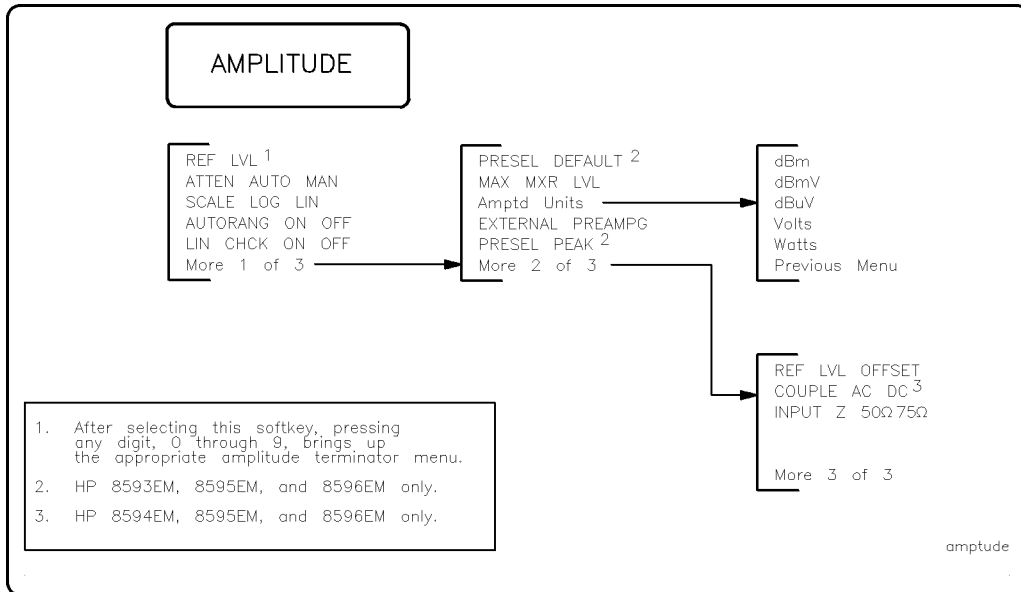 AMPLITUDE
REF LVL 1
ATTEN AUTO MAN
SCALE LOG LIN
AUTORANG ON OFF
LIN CHCK ON OFF
More 1 of 3
PRESEL DEFAULT 2
MAX MXR LVL
Amptd Units
EXTERNAL PREAMPG
PRESEL PEAK 2
More 2 of 3
dBm
dBmV
dBuV
Volts
Watts
Previous Menu
REF LVL OFFSET
COUPLE AC DC 3
INPUT Z 50Ω 75Ω
More 3 of 3
1. After selecting this softkey, pressing
any digit, 0 through 9, brings up
the appropriate amplitude terminator menu.
2. HP 8593EM, 8595EM, and 8596EM only.
3. HP 8594EM, 8595EM, and 8596EM only.
amptude